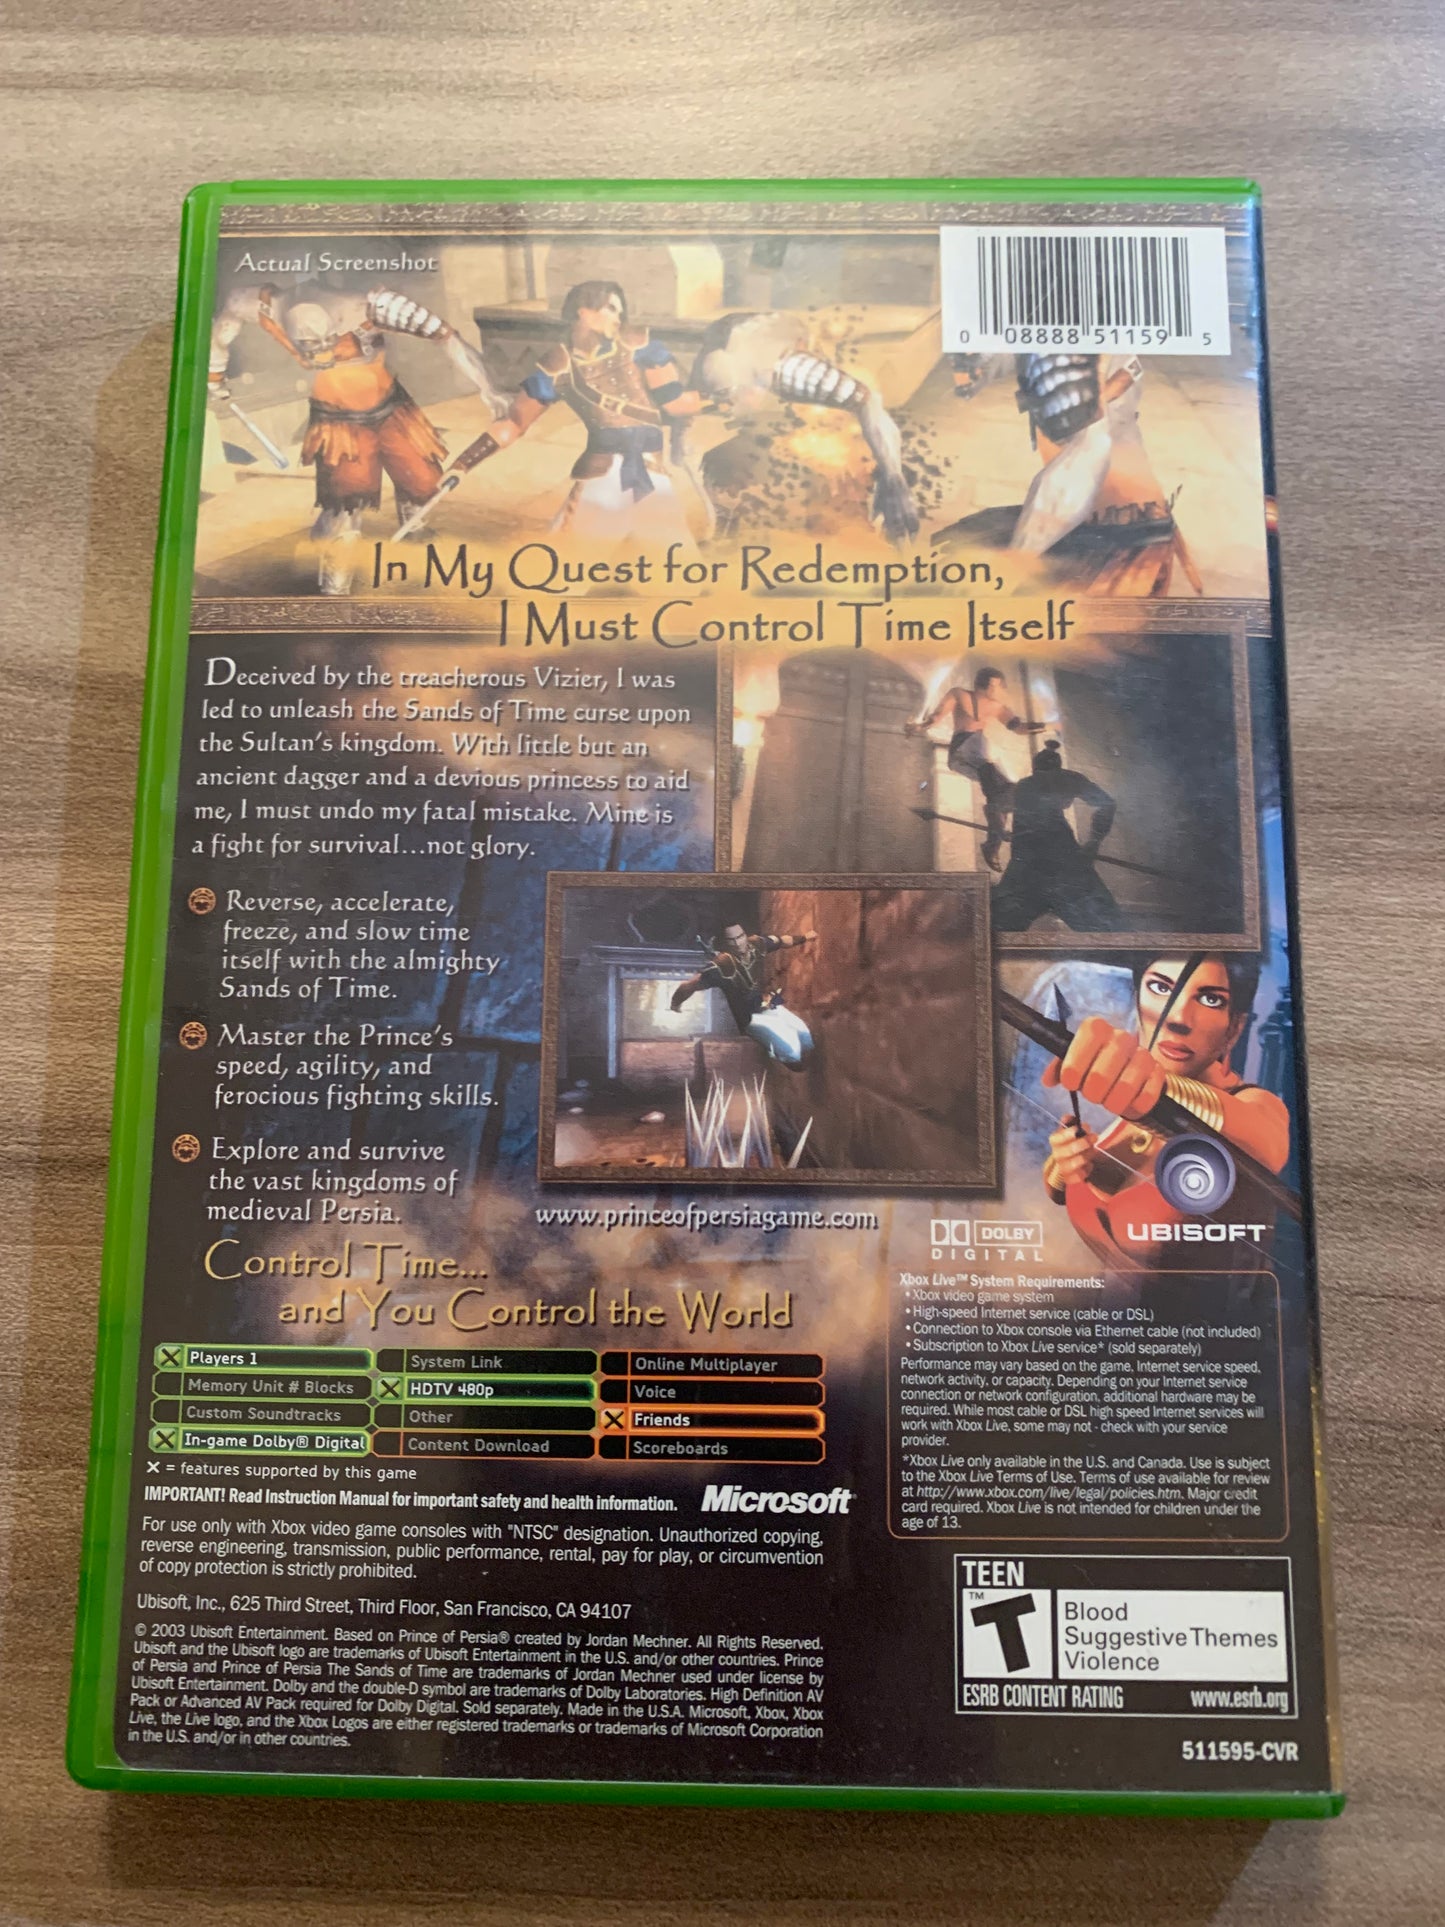 Actual Screenshot
0 08888 51159 5
In My Quest for Redemption,
I Must Control Time Itself
Deceived by the treacherous Vizier, I was
led to unleash the Sands of Time curse upon
the Sultan's kingdom. With little but an
ancient dagger and a devious princess to aid
me, I must undo my fatal mistake. Mine is
a fight for survival...not glory.
Reverse, accelerate,
freeze, and slow time
itself with the almighty
Sands of Time.
Master the Prince's
speed, agility, and
ferocious fighting skills.
Explore and survive
the vast kingdoms of
medieval Persia.
www.princeofpersiagame.com
DOLBY
DIGITAL
UBISOFT
Control Time...
and You Control the World
Players 1
Memory Unit # Blocks
Custom Soundtracks
In-game Dolby® Digital
System Link
HDTV 480p
Other
Content Download
Online Multiplayer
Voice
Friends
Scoreboards
X = features supported by this game
IMPORTANT! Read Instruction Manual for important safety and health information.
Microsoft
For use only with Xbox video game consoles with "NTSC" designation. Unauthorized copying,
reverse engineering, transmission, public performance, rental, pay for play, or circumvention
of copy protection is strictly prohibited.
Ubisoft, Inc., 625 Third Street, Third Floor, San Francisco, CA 94107
© 2003 Ubisoft Entertainment. Based on Prince of Persia® created by Jordan Mechner. All Rights Reserved.
Ubisoft and the Ubisoft logo are trademarks of Ubisoft Entertainment in the U.S. and/or other countries. Prince
of Persia and Prince of Persia The Sands of Time are trademarks of Jordan Mechner used under license by
Ubisoft Entertainment. Dolby and the double-D symbol are trademarks of Dolby Laboratories. High Definition AV
Pack or Advanced AV Pack required for Dolby Digital. Sold separately. Made in the U.S.A. Microsoft, Xbox, Xbox
Live, the Live logo, and the Xbox Logos are either registered trademarks or trademarks of Microsoft Corporation
in the U.S. and/or in other countries.
Xbox Live™ System Requirements:
• Xbox video game system
• High-speed Internet service (cable or DSL)
• Connection to Xbox console via Ethernet cable (not included)
• Subscription to Xbox Live service* (sold separately)
Performance may vary based on the game, Internet service speed,
network activity, or capacity. Depending on your Internet service
connection or network configuration, additional hardware may be
required. While most cable or DSL high speed Internet services will
work with Xbox Live, some may not - check with your service
provider.
*Xbox Live only available in the U.S. and Canada. Use is subject
to the Xbox Live Terms of Use. Terms of use available for review
at http://www.xbox.com/live/legal/policies.htm. Major credit
card required. Xbox Live is not intended for children under the
age of 13.
TEEN
T™
Blood
Suggestive Themes
Violence
ESRB CONTENT RATING www.esrb.org
511595-CVR